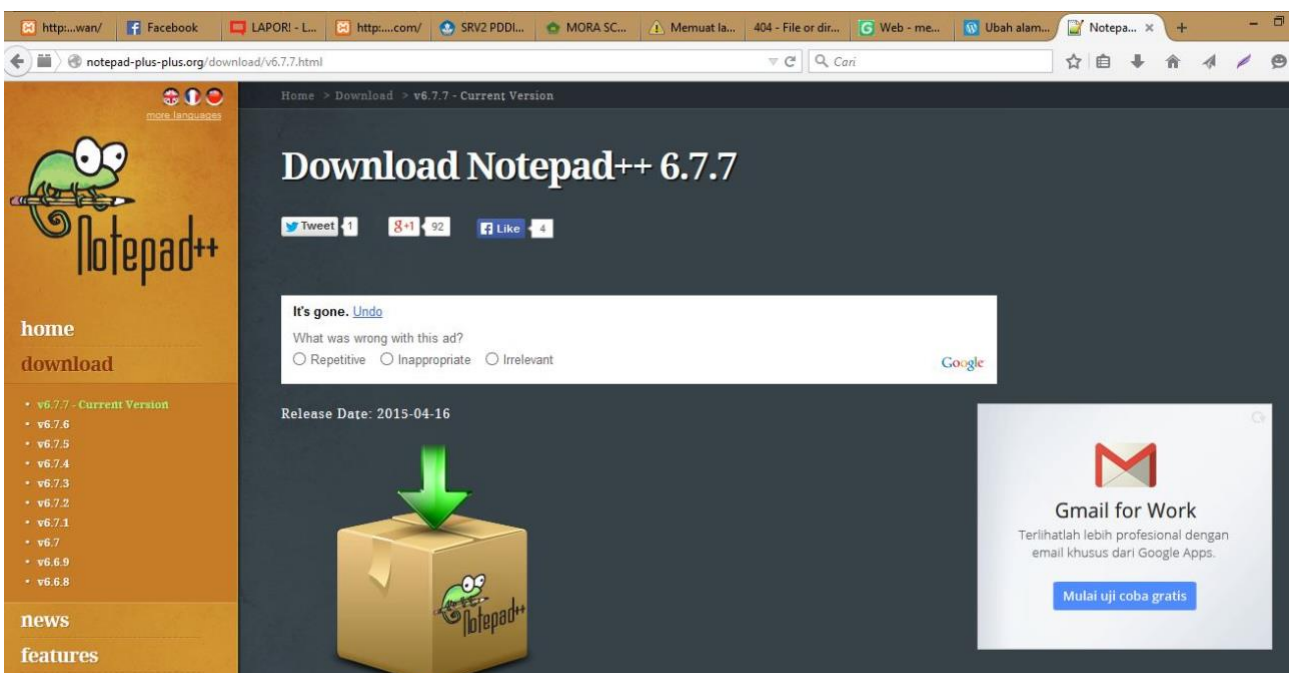 http:...wan/ Facebook LAPOR! - L... http:....com/ SRV2 PDDI... MORA SC... Memuat la... 404 - File or dir... Web - me... Ubah alam... Notepa...
notepad-plus-plus.org/download/v6.7.7.html Cari
more languages
Notepad++
home
download
v6.7.7 - Current Version
v6.7.6
v6.7.5
v6.7.4
v6.7.3
v6.7.2
v6.7.1
v6.7
v6.6.9
v6.6.8
news
features
Home > Download > v6.7.7 - Current Version
Download Notepad++ 6.7.7
Tweet 1 g+1 92 Like 4
It's gone. Undo
What was wrong with this ad?
Repetitive Inappropriate Irrelevant
Google
Release Date: 2015-04-16
Notepad++
Gmail for Work
Terlihatlah lebih profesional dengan
email khusus dari Google Apps.
Mulai uji coba gratis